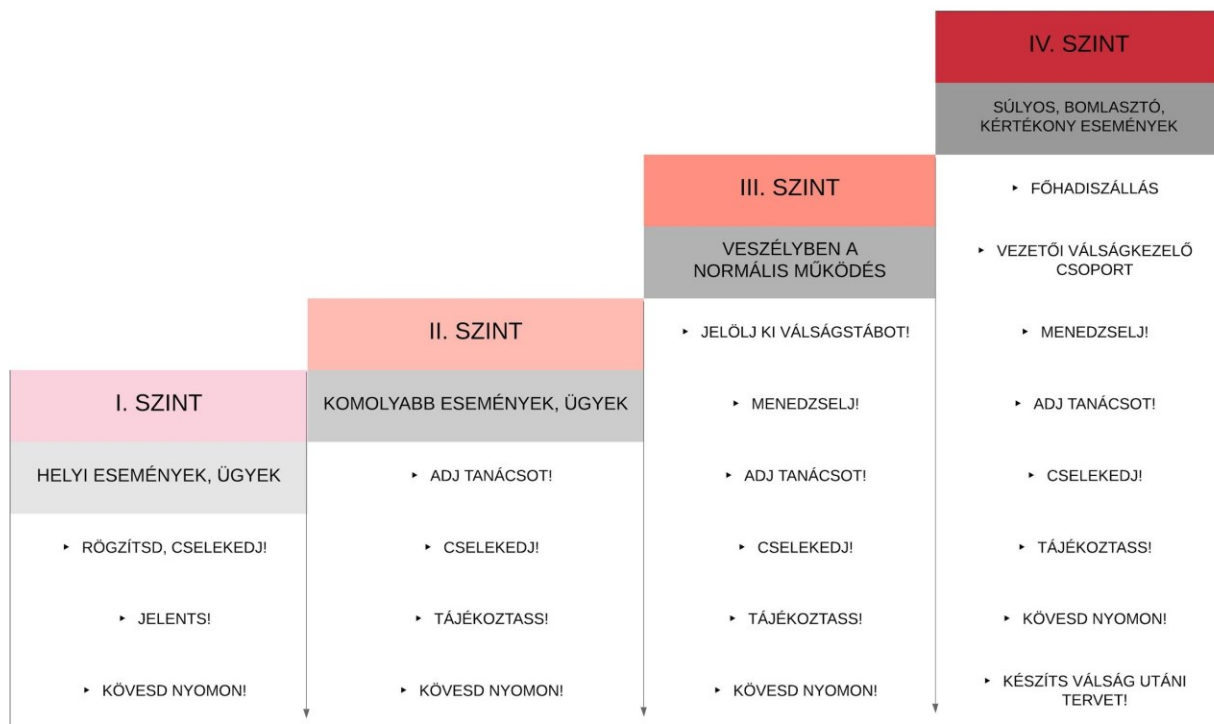 I. SZINT
HELYI ESEMÉNYEK, ÜGYEK
‣ RÖGZÍTSD, CSELEKEDJ!
‣ JELENTS!
‣ KÖVESD NYOMON!
II. SZINT
KOMOLYABB ESEMÉNYEK, ÜGYEK
‣ ADJ TANÁCSOT!
‣ CSELEKEDJ!
‣ TÁJÉKOZTASS!
‣ KÖVESD NYOMON!
III. SZINT
VESZÉLYBEN A
NORMÁLIS MŰKÖDÉS
‣ JELÖLJ KI VÁLSÁGSTÁBOT!
‣ MENEDZSELJ!
‣ ADJ TANÁCSOT!
‣ CSELEKEDJ!
‣ TÁJÉKOZTASS!
‣ KÖVESD NYOMON!
IV. SZINT
SÚLYOS, BOMLASZTÓ,
KÉRTÉKONY ESEMÉNYEK
‣ FŐHADISZÁLLÁS
‣ VEZETŐI VÁLSÁGKEZELŐ
CSOPORT
‣ MENEDZSELJ!
‣ ADJ TANÁCSOT!
‣ CSELEKEDJ!
‣ TÁJÉKOZTASS!
‣ KÖVESD NYOMON!
‣ KÉSZÍTS VÁLSÁG UTÁNI
TERVET!